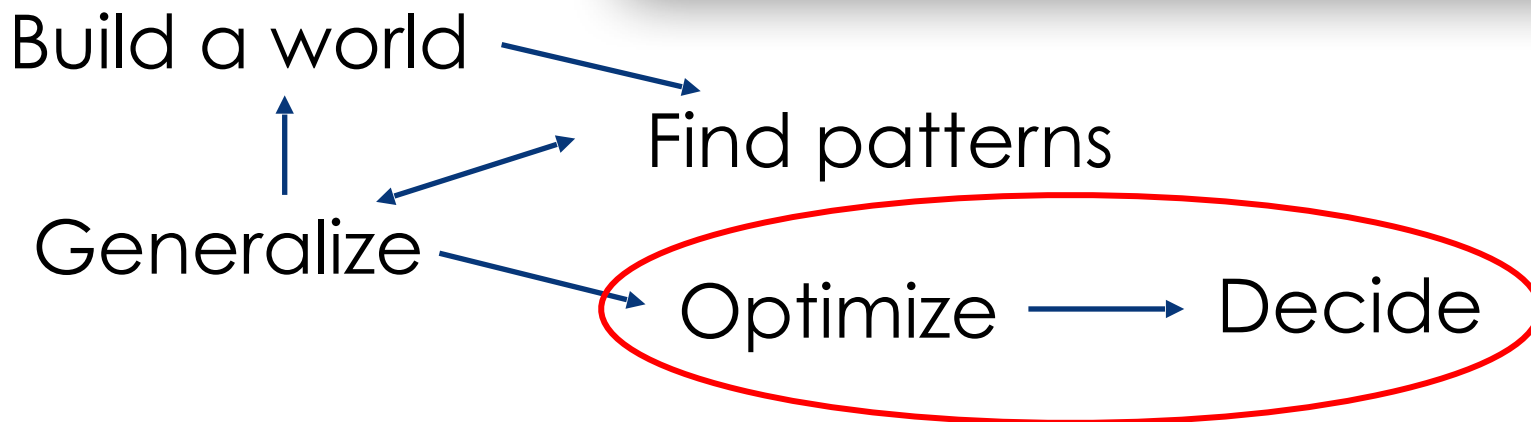 Build a world
Find patterns
Generalize
Optimize
Decide